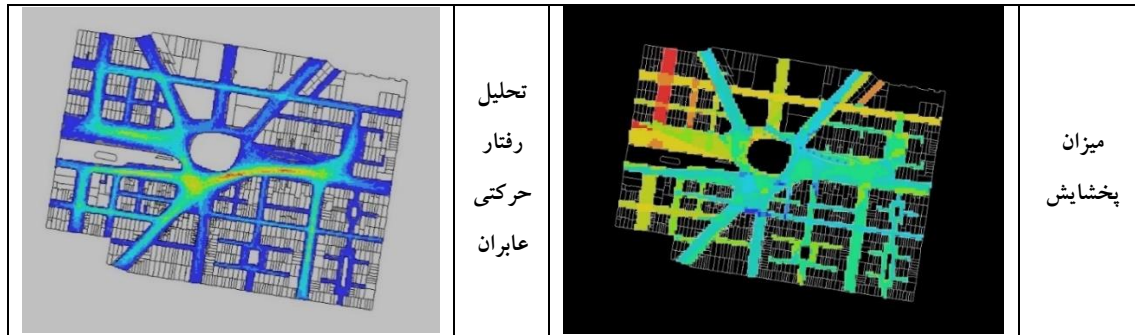 میزان
پخشایش
تحلیل
رفتار
حرکتی
عابران